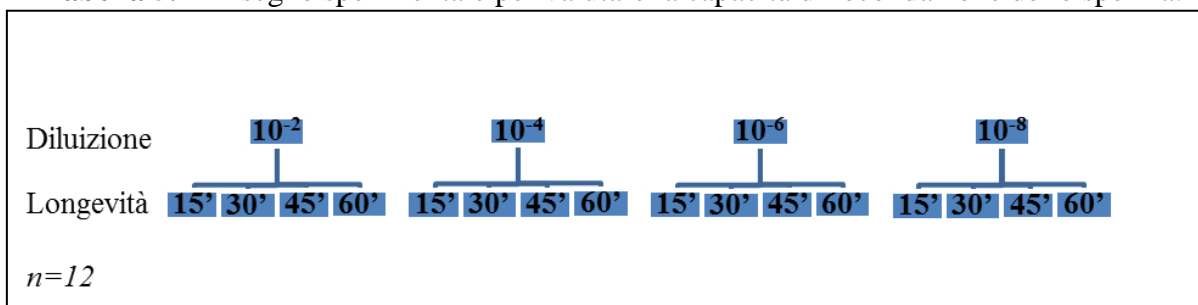 Diluizione 10⁻² 10⁻⁴ 10⁻⁶ 10⁻⁸
Longevità 15’ 30’ 45’ 60’ 15’ 30’ 45’ 60’ 15’ 30’ 45’ 60’ 15’ 30’ 45’ 60’
n=12